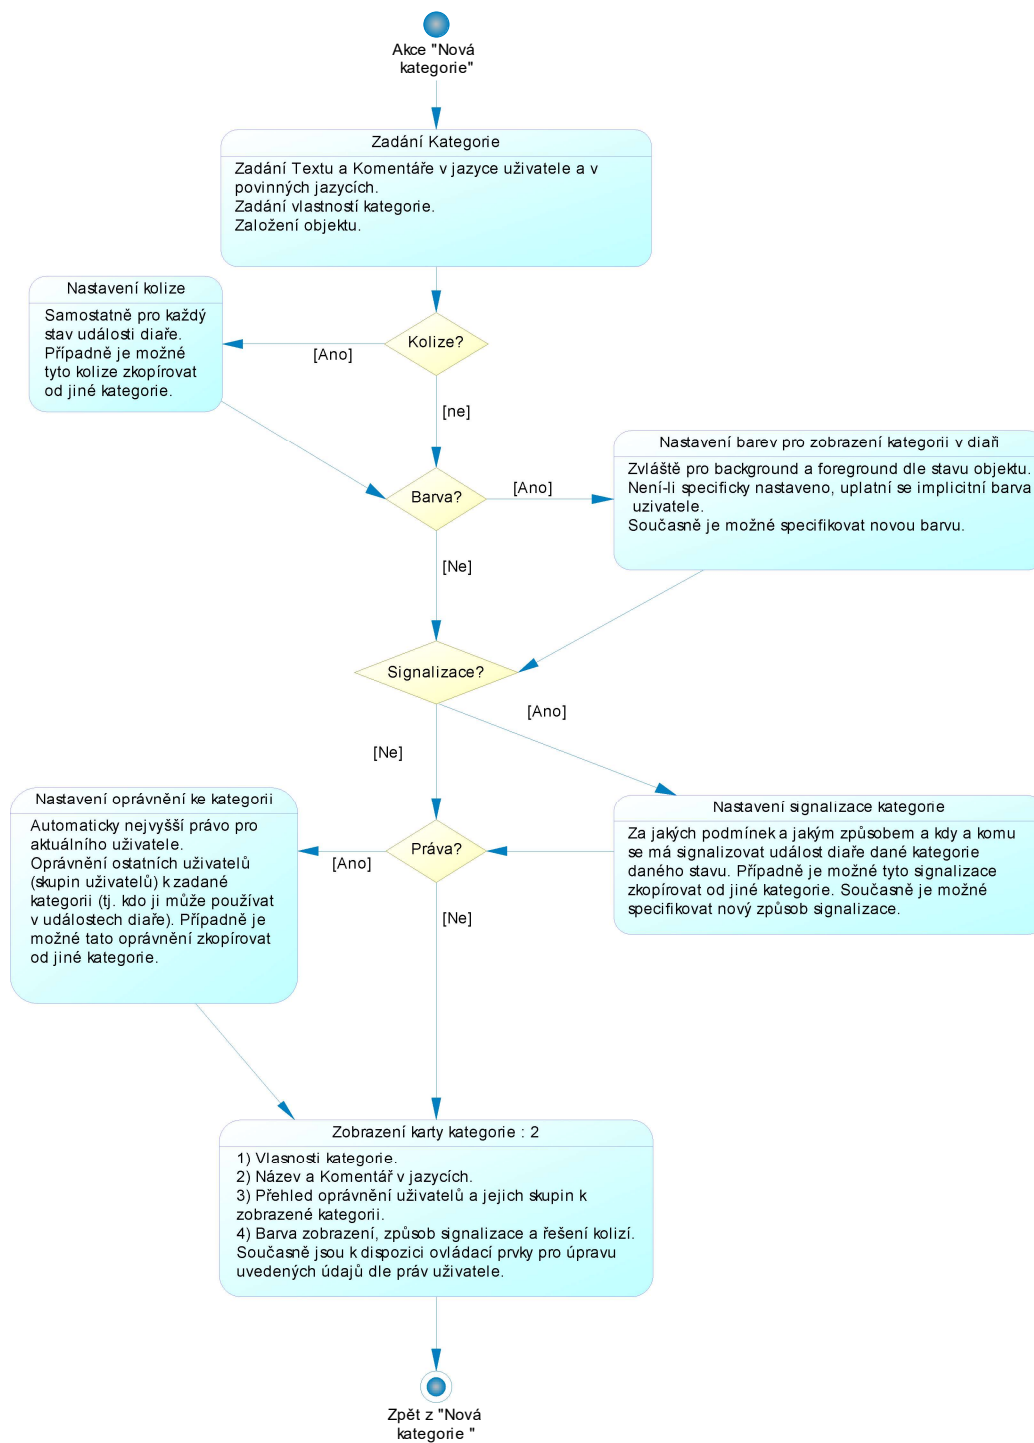 Akce "Nová
kategorie"
Zadání Kategorie
Zadání Textu a Komentáře v jazyce uživatele a v
povinných jazycích.
Zadání vlastností kategorie.
Založení objektu.
Nastavení kolize
Samostatně pro každý
stav události diaře.
Případně je možné
tyto kolize zkopírovat
od jiné kategorie.
Kolize?
[Ano]
[ne]
Nastavení barev pro zobrazení kategorii v diaři
Zvláště pro background a foreground dle stavu objektu.
Není-li specificky nastaveno, uplatní se implicitní barva
uzivatele.
Současně je možné specifikovat novou barvu.
Barva?
[Ano]
[Ne]
Signalizace?
[Ano]
[Ne]
Nastavení oprávnění ke kategorii
Automaticky nejvyšší právo pro
aktuálního uživatele.
Oprávnění ostatních uživatelů
(skupin uživatelů) k zadané
kategorii (tj. kdo ji může používat
v událostech diaře). Případně je
možné tato oprávnění zkopírovat
od jiné kategorie.
Práva?
[Ano]
[Ne]
Nastavení signalizace kategorie
Za jakých podmínek a jakým způsobem a kdy a komu
se má signalizovat událost diaře dané kategorie
daného stavu. Případně je možné tyto signalizace
zkopírovat od jiné kategorie. Současně je možné
specifikovat nový způsob signalizace.
Zobrazení karty kategorie : 2
1) Vlasnosti kategorie.
2) Název a Komentář v jazycích.
3) Přehled oprávnění uživatelů a jejich skupin k
zobrazené kategorii.
4) Barva zobrazení, způsob signalizace a řešení kolizí.
Současně jsou k dispozici ovládací prvky pro úpravu
uvedených údajů dle práv uživatele.
Zpět z "Nová
kategorie "